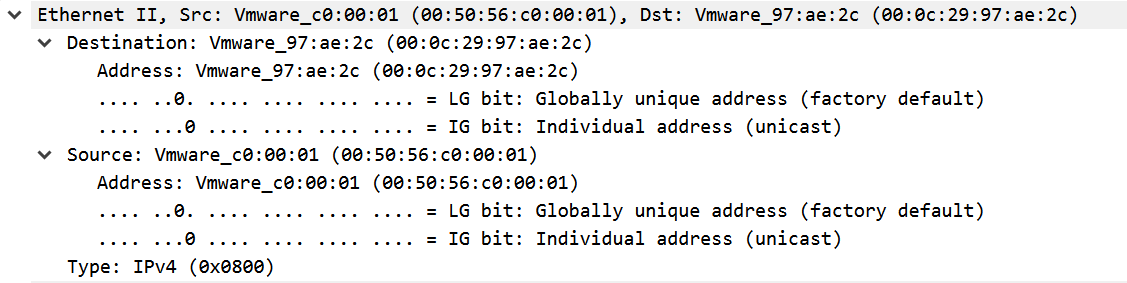 Ethernet II, Src: Vmware_c0:00:01 (00:50:56:c0:00:01), Dst: Vmware_97:ae:2c (00:0c:29:97:ae:2c)
Destination: Vmware_97:ae:2c (00:0c:29:97:ae:2c)
Address: Vmware_97:ae:2c (00:0c:29:97:ae:2c)
.... ..0. .... .... .... .... = LG bit: Globally unique address (factory default)
.... ...0 .... .... .... .... = IG bit: Individual address (unicast)
Source: Vmware_c0:00:01 (00:50:56:c0:00:01)
Address: Vmware_c0:00:01 (00:50:56:c0:00:01)
.... ..0. .... .... .... .... = LG bit: Globally unique address (factory default)
.... ...0 .... .... .... .... = IG bit: Individual address (unicast)
Type: IPv4 (0x0800)